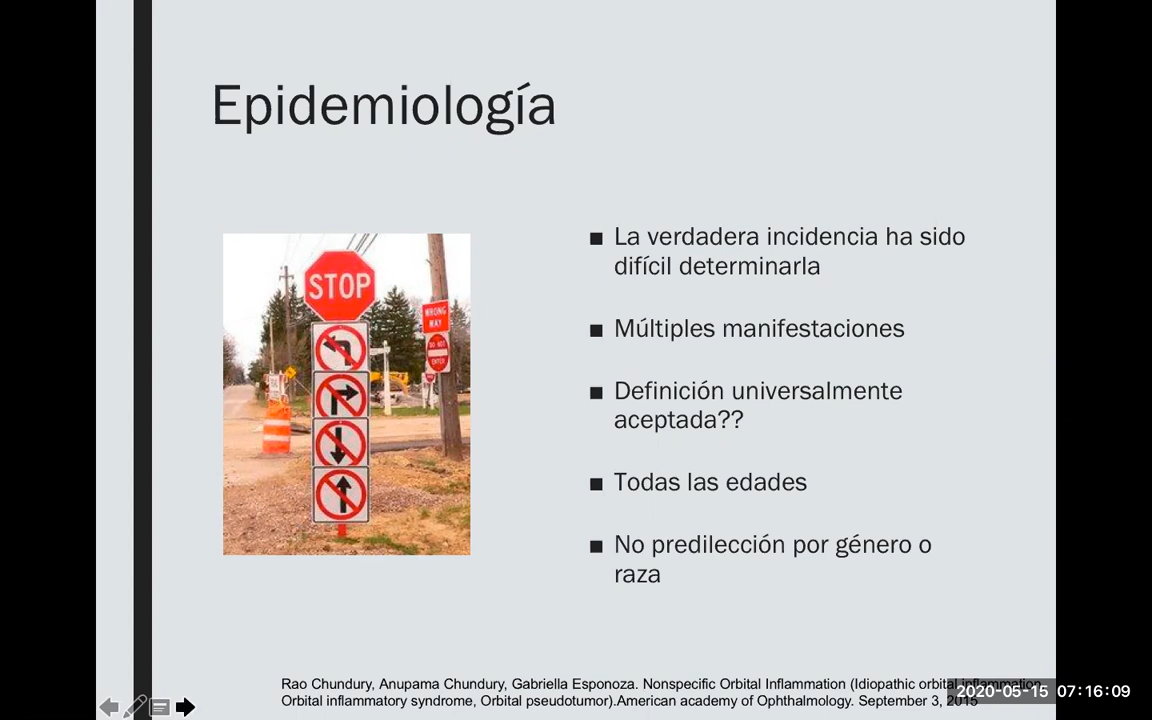 Epidemiología
STOP
WRONG
WAY
DO NOT
ENTER
■ La verdadera incidencia ha sido
difícil determinarla
■ Múltiples manifestaciones
■ Definición universalmente
aceptada??
■ Todas las edades
■ No predilección por género o
raza
Rao Chundury, Anupama Chundury, Gabriella Esponoza. Nonspecific Orbital Inflammation (Idiopathic orbital inflammation,
Orbital inflammatory syndrome, Orbital pseudotumor).American academy of Ophthalmology. September 3, 2015
2020-05-15 07:16:09